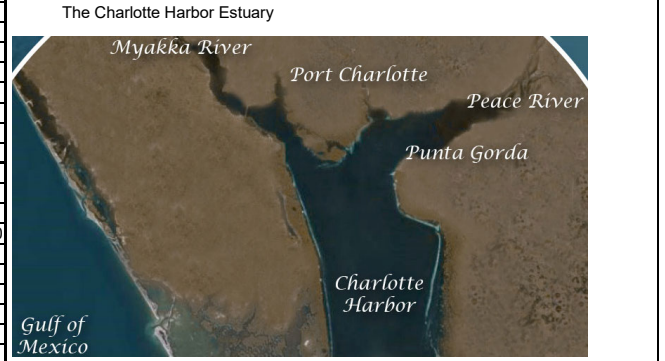 The Charlotte Harbor Estuary
Myakka River
Port Charlotte
Peace River
Punta Gorda
Charlotte
Harbor
Gulf of
Mexico